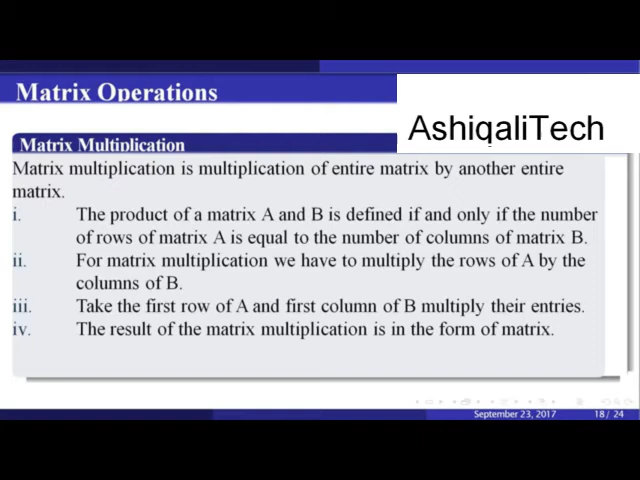 Matrix Operations
AshiqaliTech
Matrix Multiplication
Matrix multiplication is multiplication of entire matrix by another entire
matrix.
i. The product of a matrix A and B is defined if and only if the number
of rows of matrix A is equal to the number of columns of matrix B.
ii. For matrix multiplication we have to multiply the rows of A by the
columns of B.
iii. Take the first row of A and first column of B multiply their entries.
iv. The result of the matrix multiplication is in the form of matrix.
September 23, 2017 18 / 24